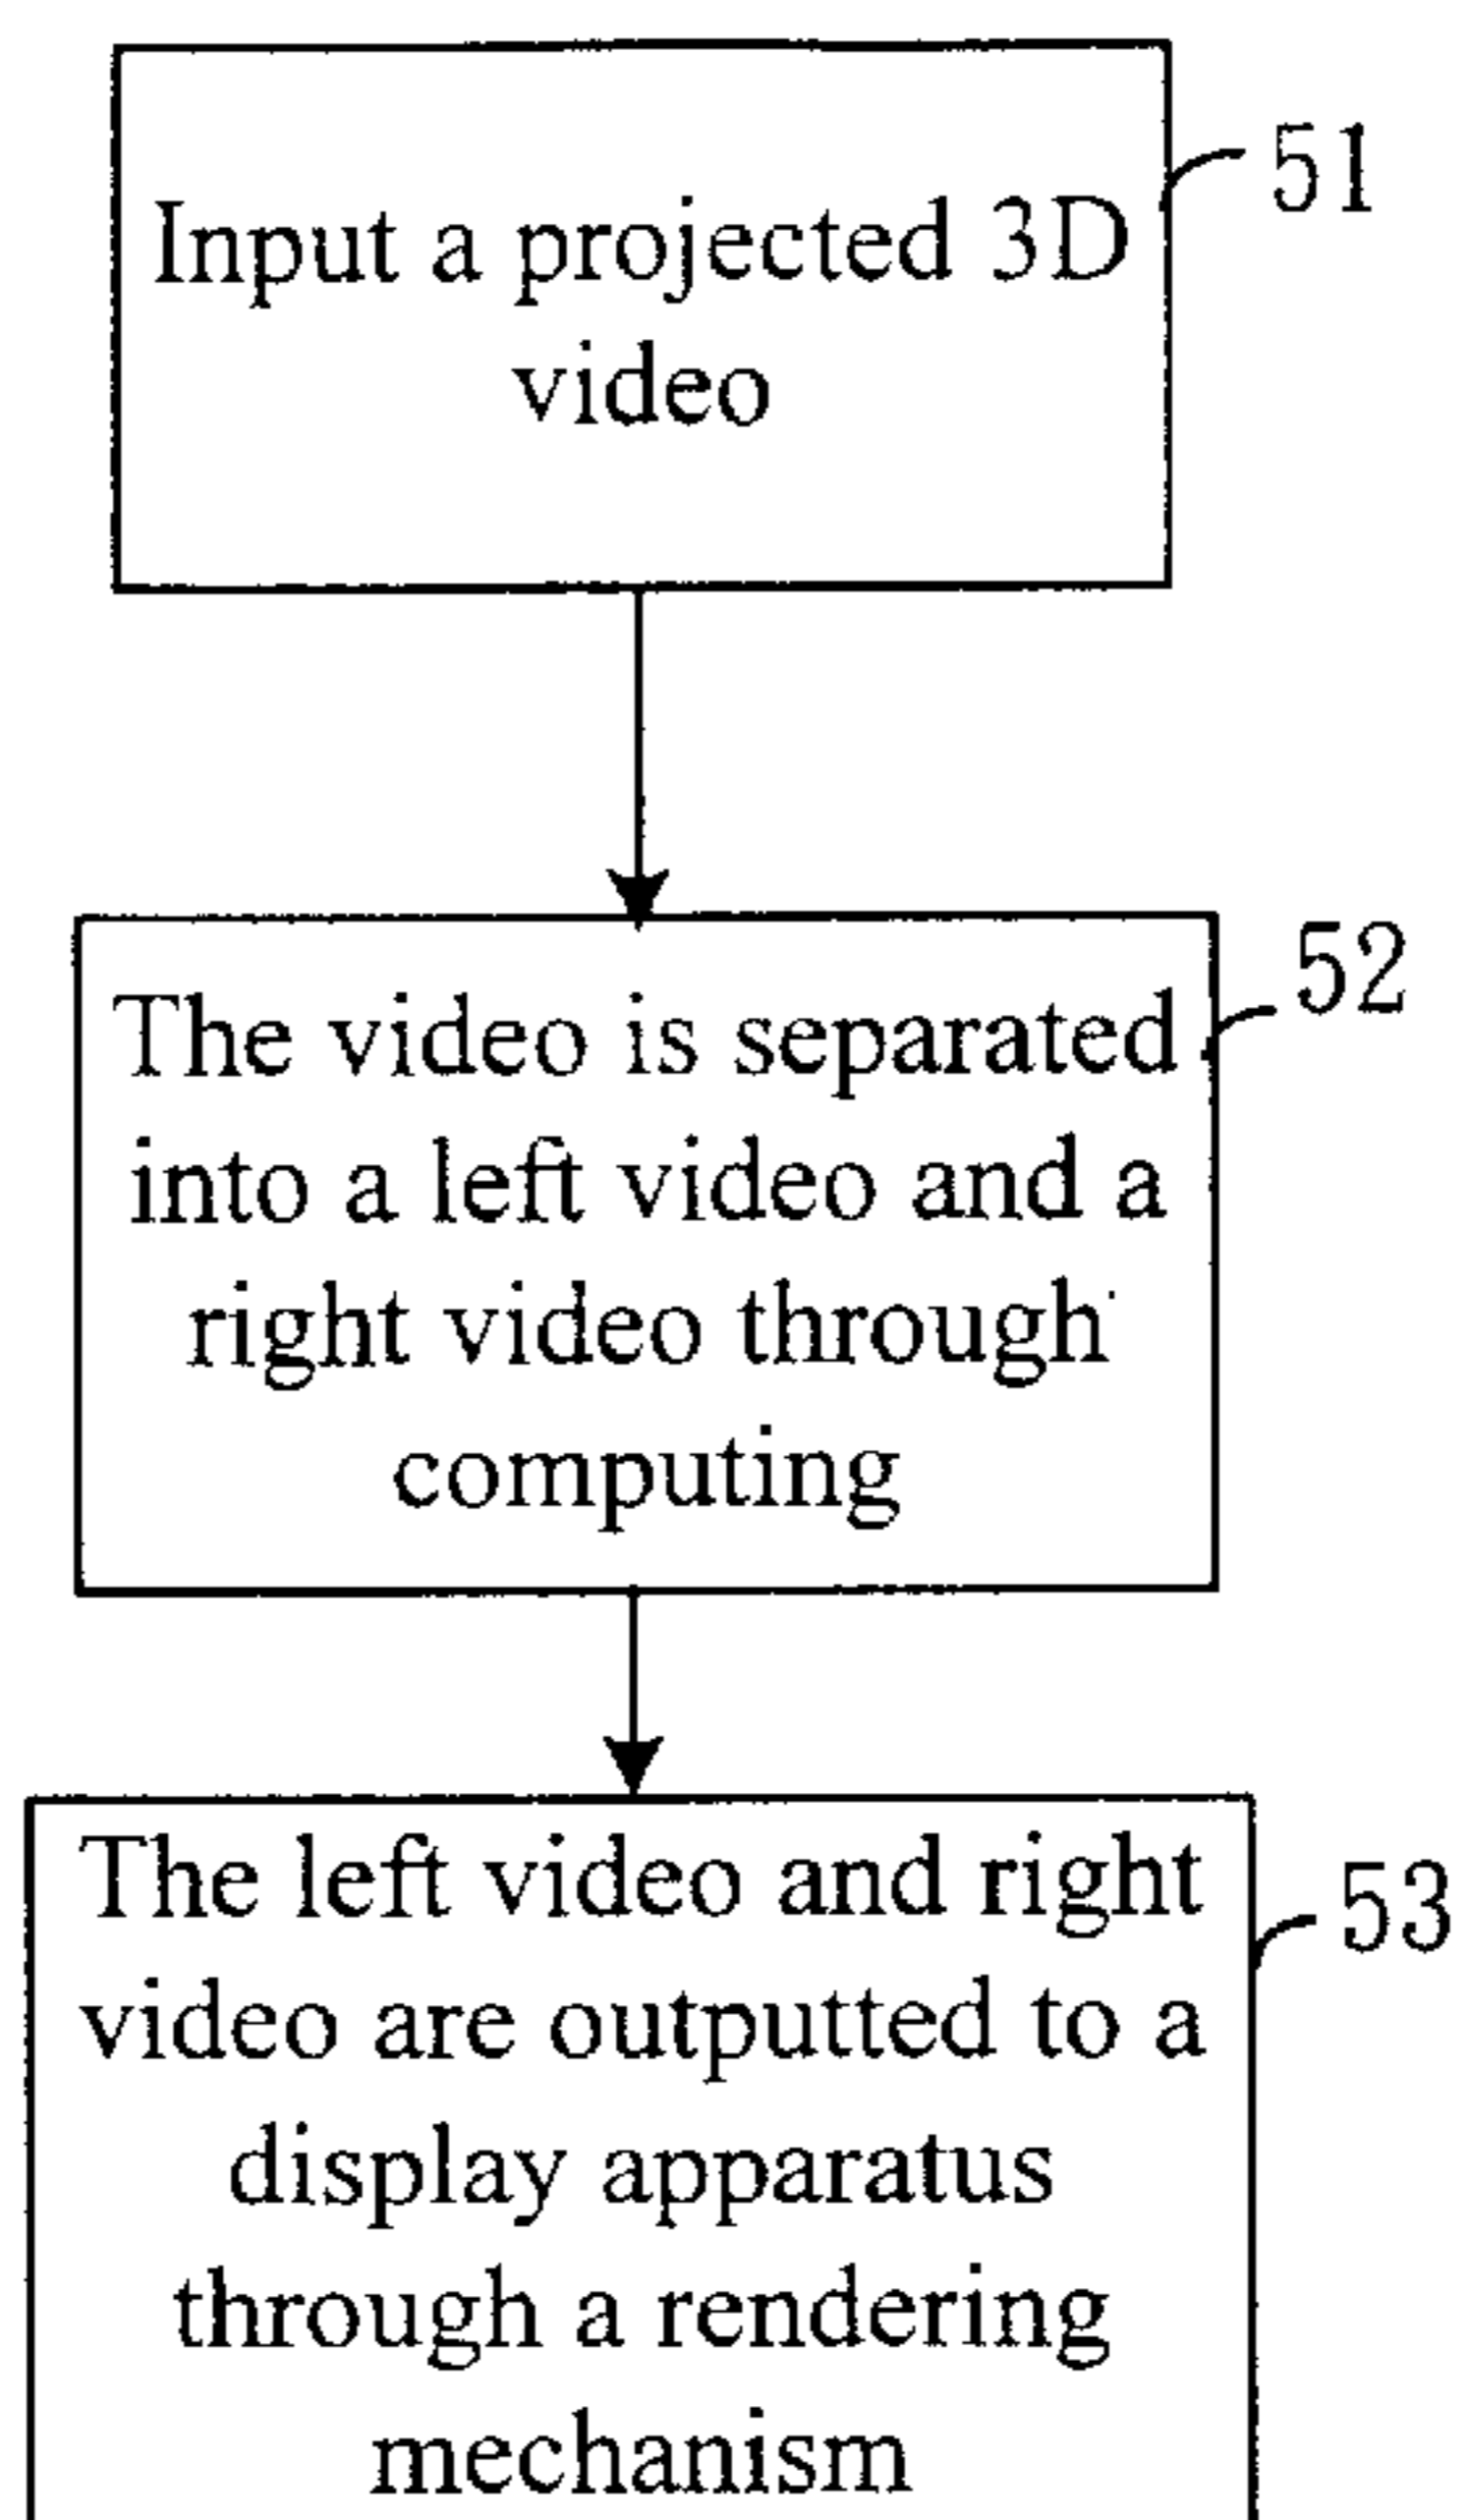 Input a projected 3D
video
51
The video is separated
into a left video and a
right video through
computing
52
The left video and right
video are outputted to a
display apparatus
through a rendering
mechanism
53